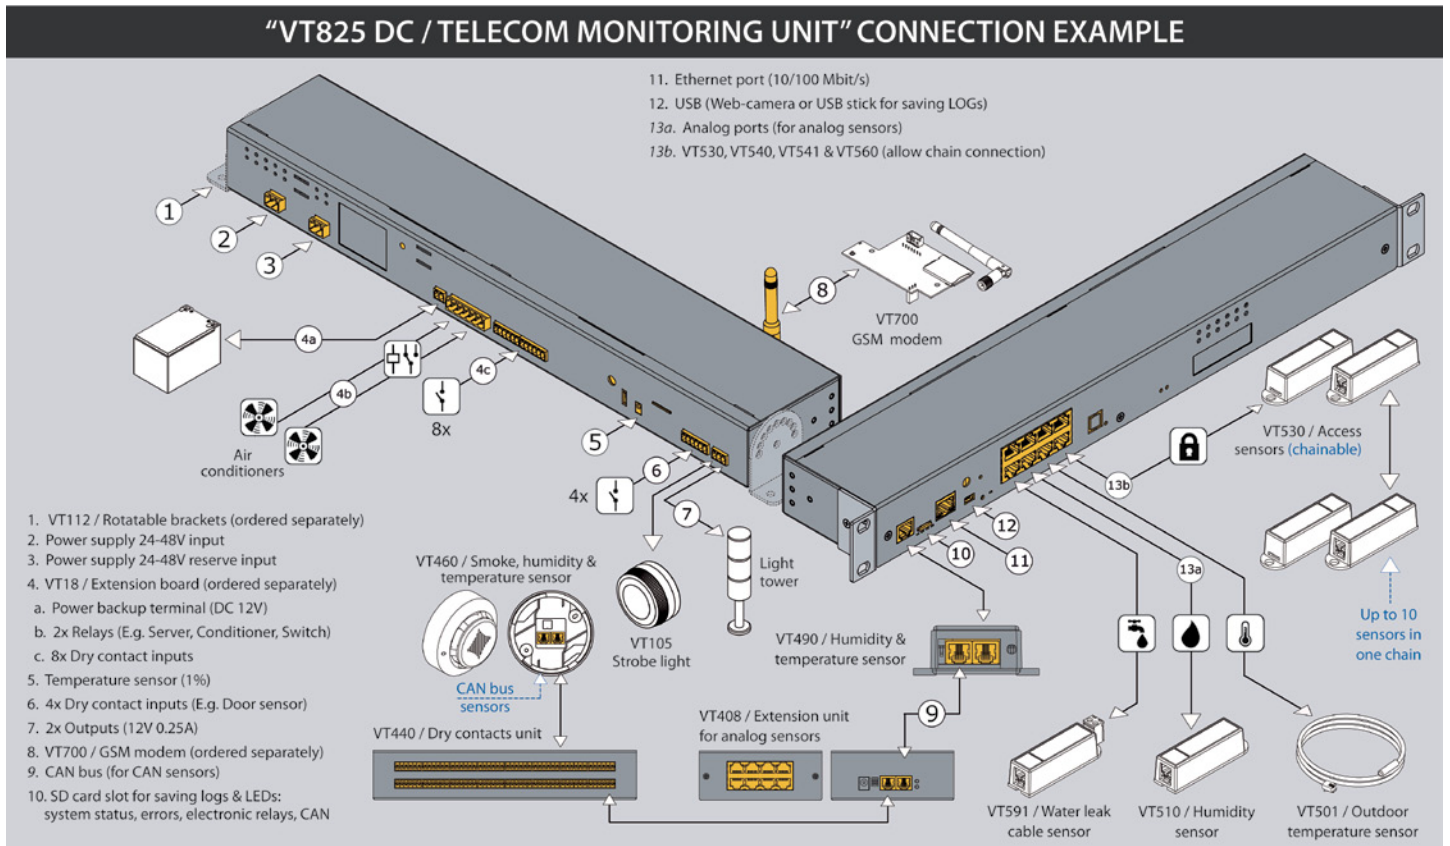 “VT825 DC / TELECOM MONITORING UNIT” CONNECTION EXAMPLE
11. Ethernet port (10/100 Mbit/s)
12. USB (Web-camera or USB stick for saving LOGs)
13a. Analog ports (for analog sensors)
13b. VT530, VT540, VT541 & VT560 (allow chain connection)
1
2
3
8
VT700
GSM modem
4a
4b
4c
8x
Air
conditioners
5
6
4x
7
13b
VT530 / Access
sensors (chainable)
12
11
10
13a
Up to 10
sensors in
one chain
1. VT112 / Rotatable brackets (ordered separately)
2. Power supply 24-48V input
3. Power supply 24-48V reserve input
4. VT18 / Extension board (ordered separately)
a. Power backup terminal (DC 12V)
b. 2x Relays (E.g. Server, Conditioner, Switch)
c. 8x Dry contact inputs
5. Temperature sensor (1%)
6. 4x Dry contact inputs (E.g. Door sensor)
7. 2x Outputs (12V 0.25A)
8. VT700 / GSM modem (ordered separately)
9. CAN bus (for CAN sensors)
10. SD card slot for saving logs & LEDs:
system status, errors, electronic relays, CAN
VT460 / Smoke, humidity &
temperature sensor
CAN bus
sensors
VT105
Strobe light
Light
tower
VT490 / Humidity &
temperature sensor
9
VT440 / Dry contacts unit
VT408 / Extension unit
for analog sensors
VT591 / Water leak
cable sensor
VT510 / Humidity
sensor
VT501 / Outdoor
temperature sensor